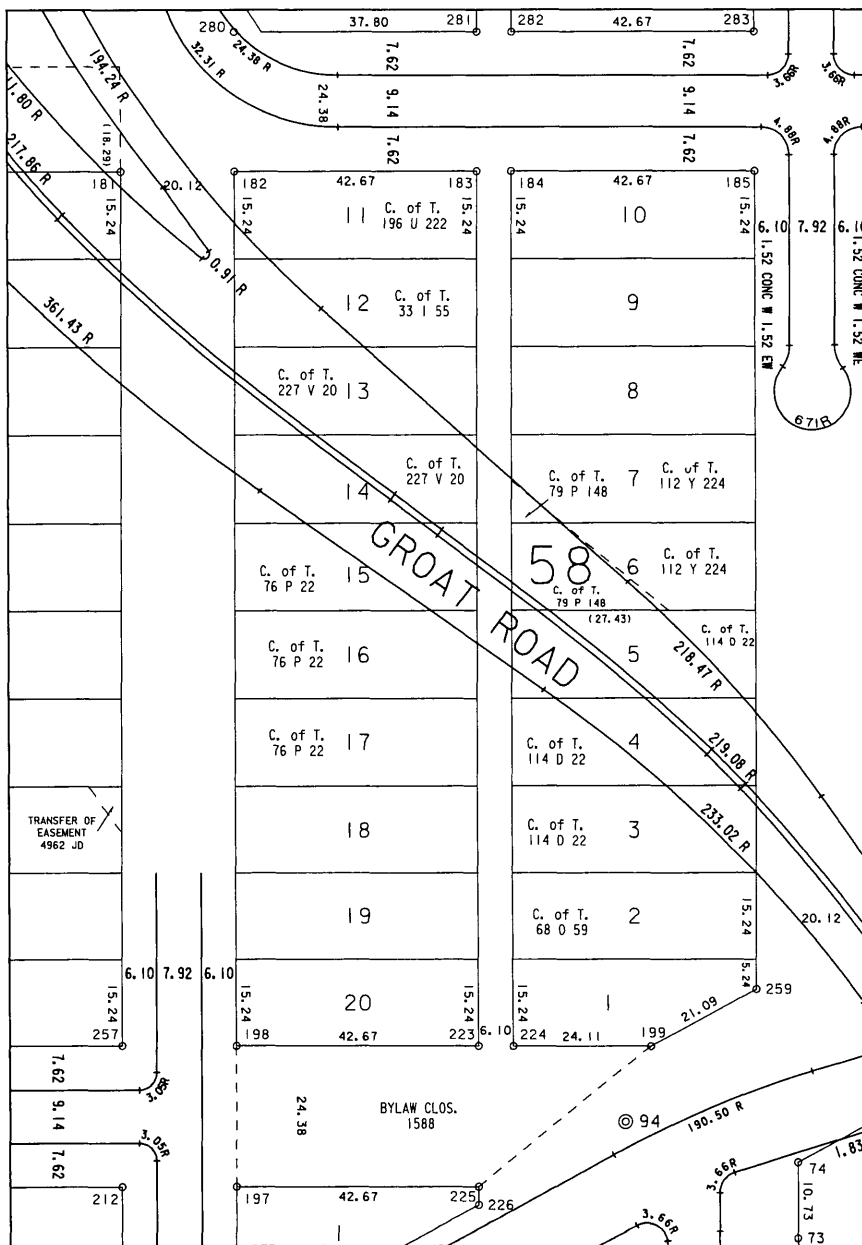 280
37.80
281
282
42.67
283
194.24 R
32.31 R
24.38 R
7.62
7.62
3.66R
3.66R
11.80 R
24.38
9.14
9.14
4.88R
4.88R
217.86 R
(18.29)
7.62
7.62
181
20.12
182
42.67
183
184
42.67
185
15.24
15.24
15.24
15.24
15.24
11
C. of T.
196 U 222
10
6.10
7.92
6.10
1.52 CONC W 1.52 EW
1.52 CONC W 1.52 WE
0.91 R
361.43 R
12
C. of T.
33 I 55
9
C. of T.
227 V 20
13
8
671R
C. of T.
227 V 20
14
C. of T.
79 P 148
7
C. of T.
112 Y 224
GROAT ROAD
58
C. of T.
76 P 22
15
6
C. of T.
112 Y 224
C. of T.
79 P 148
(27.43)
C. of T.
76 P 22
16
5
C. of T.
114 D 22
218.47 R
C. of T.
76 P 22
17
C. of T.
114 D 22
4
219.08 R
TRANSFER OF
EASEMENT
4962 JD
18
C. of T.
114 D 22
3
233.02 R
19
C. of T.
68 O 59
2
15.24
20.12
6.10
7.92
6.10
15.24
15.24
20
15.24
15.24
1
5.24
259
21.09
257
198
42.67
223
6.10
224
24.11
199
7.62
3.05R
9.14
24.38
BYLAW CLOS.
1588
94
190.50 R
3.05R
7.62
3.66R
74
1.83
212
197
42.67
225
226
10.73
3.66R
73
1